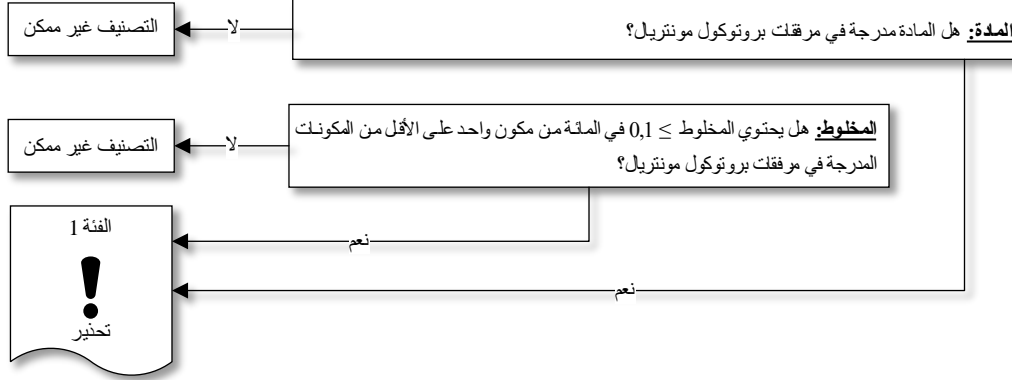 المادة: هل المادة مدرجة في مرفقات بروتوكول مونتريال؟
لا
التصنيف غير ممكن
المخلوط: هل يحتوي المخلوط ≥ 0,1 في المائة من مكون واحد على الأقل من المكونات
المدرجة في مرفقات بروتوكول مونتريال؟
لا
التصنيف غير ممكن
نعم
نعم
الفئة 1
!
تحذير